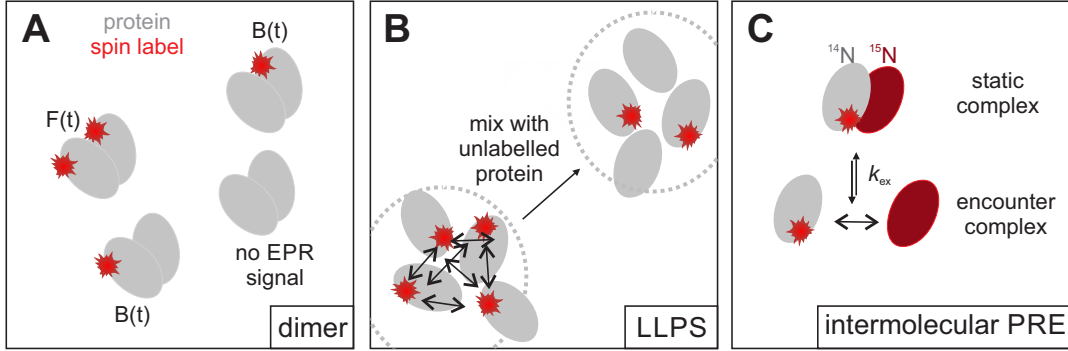 A
protein
spin label
B(t)
F(t)
B(t)
no EPR
signal
dimer
B
mix with
unlabelled
protein
LLPS
C
¹⁴N ¹⁵N
static
complex
kₑₓ
encounter
complex
intermolecular PRE